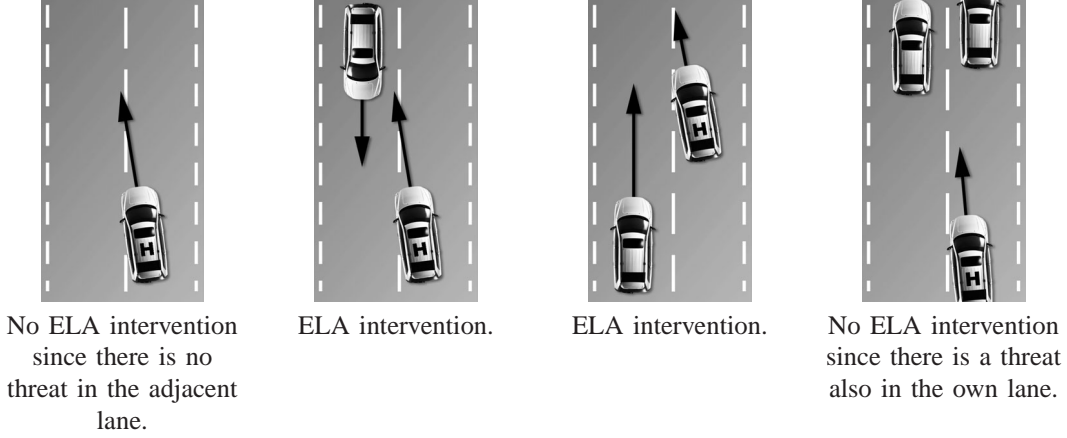 H
H
H
H
No ELA intervention
since there is no
threat in the adjacent
lane.
ELA intervention.
ELA intervention.
No ELA intervention
since there is a threat
also in the own lane.